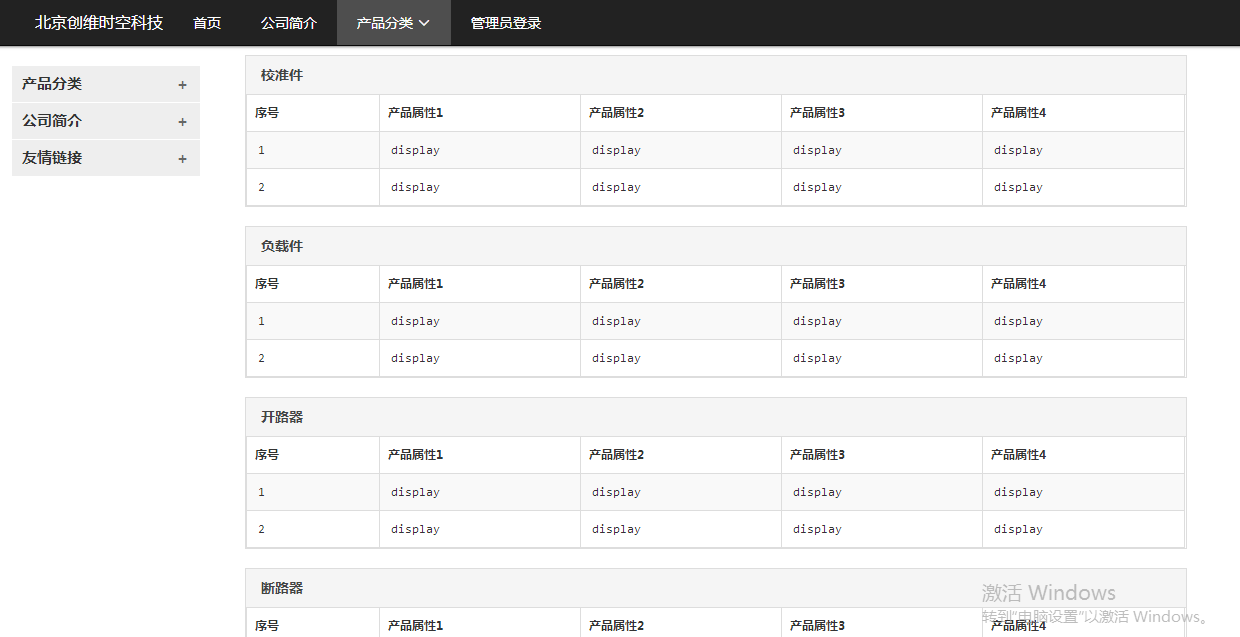 北京创维时空科技 首页 公司简介 产品分类 管理员登录
产品分类 +
公司简介 +
友情链接 +
校准件
序号 产品属性1 产品属性2 产品属性3 产品属性4
1 display display display display
2 display display display display
负载件
序号 产品属性1 产品属性2 产品属性3 产品属性4
1 display display display display
2 display display display display
开路器
序号 产品属性1 产品属性2 产品属性3 产品属性4
1 display display display display
2 display display display display
断路器
序号 产品属性1 产品属性2 产品属性3 产品属性4
激活 Windows
转到"电脑设置"以激活 Windows。